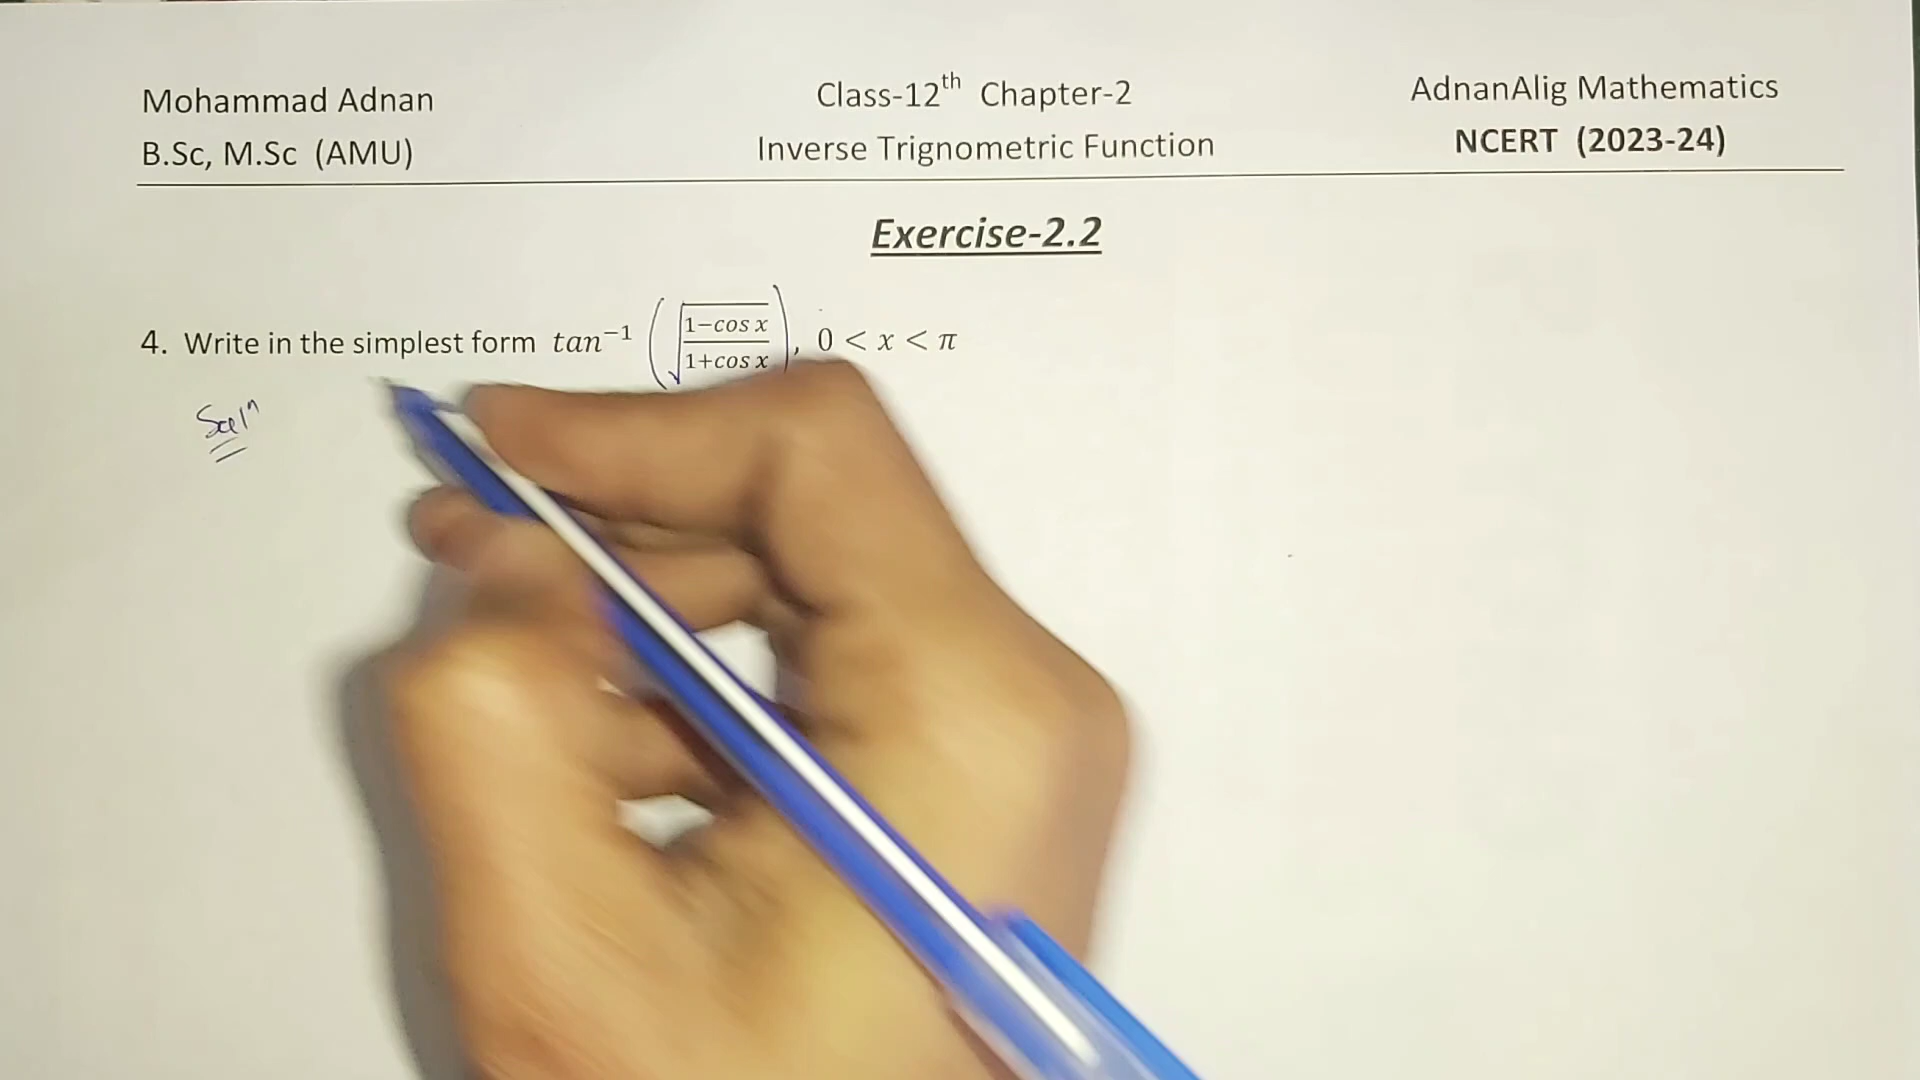 Mohammad Adnan
B.Sc, M.Sc (AMU)
Class-12th Chapter-2
Inverse Trignometric Function
AdnanAlig Mathematics
NCERT (2023-24)
Exercise-2.2
4. Write in the simplest form tan⁻¹ (√((1−cos x)/(1+cos x))), 0 < x < π
Solⁿ